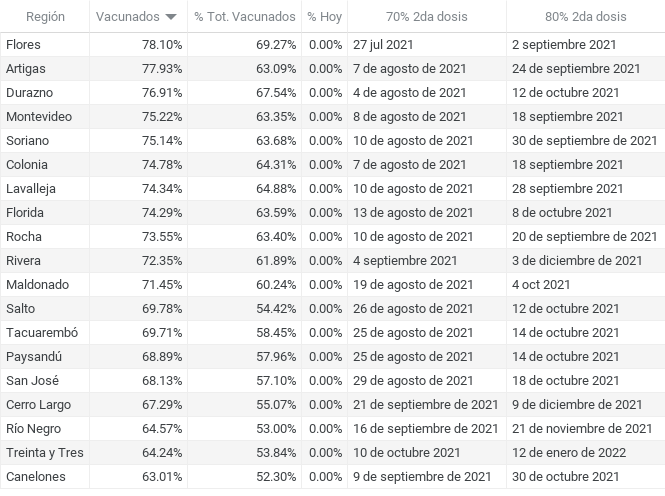 Región Vacunados % Tot. Vacunados % Hoy 70% 2da dosis 80% 2da dosis
Flores 78.10% 69.27% 0.00% 27 jul 2021 2 septiembre 2021
Artigas 77.93% 63.09% 0.00% 7 de agosto de 2021 24 de septiembre 2021
Durazno 76.91% 67.54% 0.00% 4 de agosto de 2021 12 de octubre 2021
Montevideo 75.22% 63.35% 0.00% 8 de agosto de 2021 18 septiembre 2021
Soriano 75.14% 63.68% 0.00% 10 de agosto de 2021 30 de septiembre de 2021
Colonia 74.78% 64.31% 0.00% 7 de agosto de 2021 18 septiembre 2021
Lavalleja 74.34% 64.88% 0.00% 10 de agosto de 2021 28 septiembre 2021
Florida 74.29% 63.59% 0.00% 13 de agosto de 2021 8 de octubre 2021
Rocha 73.55% 63.40% 0.00% 10 de agosto de 2021 20 de septiembre de 2021
Rivera 72.35% 61.89% 0.00% 4 septiembre 2021 3 de diciembre de 2021
Maldonado 71.45% 60.24% 0.00% 19 de agosto de 2021 4 oct 2021
Salto 69.78% 54.42% 0.00% 26 de agosto de 2021 12 de octubre 2021
Tacuarembó 69.71% 58.45% 0.00% 25 de agosto de 2021 14 de octubre 2021
Paysandú 68.89% 57.96% 0.00% 25 de agosto de 2021 14 de octubre 2021
San José 68.13% 57.10% 0.00% 29 de agosto de 2021 18 de octubre 2021
Cerro Largo 67.29% 55.07% 0.00% 21 de septiembre de 2021 9 de diciembre de 2021
Río Negro 64.57% 53.00% 0.00% 16 de septiembre de 2021 21 de noviembre de 2021
Treinta y Tres 64.24% 53.84% 0.00% 10 de octubre 2021 12 de enero de 2022
Canelones 63.01% 52.30% 0.00% 9 de septiembre de 2021 30 de octubre 2021